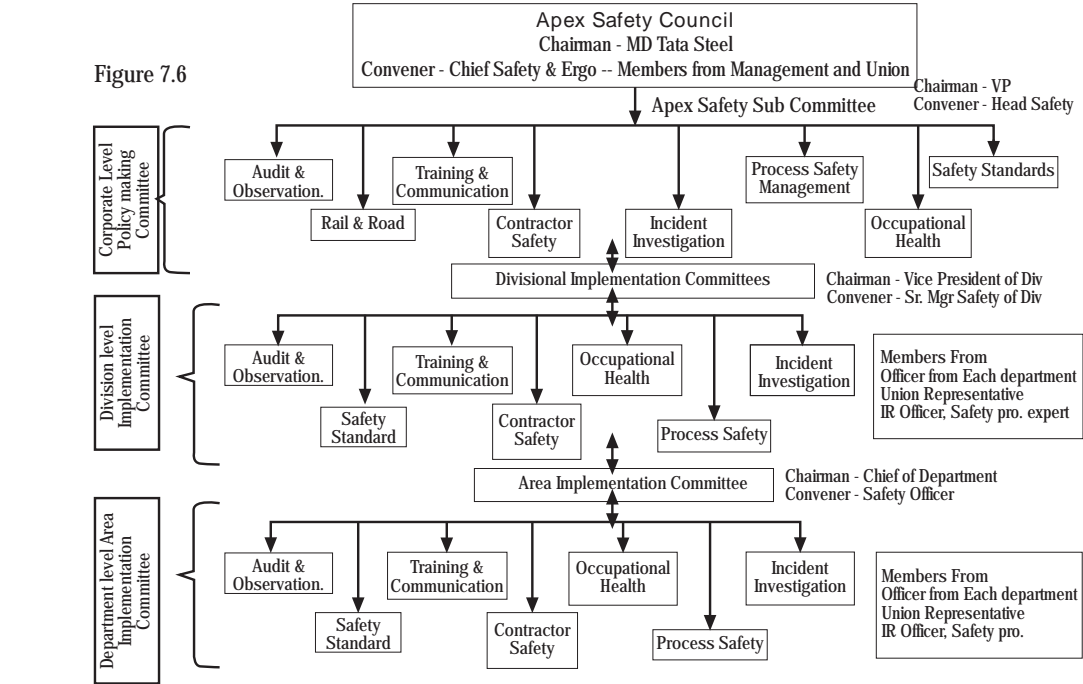 Apex Safety Council
Chairman - MD Tata Steel
Convener - Chief Safety & Ergo -- Members from Management and Union
Figure 7.6
Chairman - VP
Convener - Head Safety
Apex Safety Sub Committee
Corporate Level
Policy making
Committee
Audit &
Observation.
Training &
Communication
Process Safety
Management
Safety Standards
Rail & Road
Contractor
Safety
Incident
Investigation
Occupational
Health
Divisional Implementation Committees
Chairman - Vice President of Div
Convener - Sr. Mgr Safety of Div
Division level
Implementation
Committee
Audit &
Observation.
Training &
Communication
Occupational
Health
Incident
Investigation
Members From
Officer from Each department
Union Representative
IR Officer, Safety pro. expert
Safety
Standard
Contractor
Safety
Process Safety
Area Implementation Committee
Chairman - Chief of Department
Convener - Safety Officer
Department level Area
Implementation
Committee
Audit &
Observation.
Training &
Communication
Occupational
Health
Incident
Investigation
Members From
Officer from Each department
Union Representative
IR Officer, Safety pro.
Safety
Standard
Contractor
Safety
Process Safety